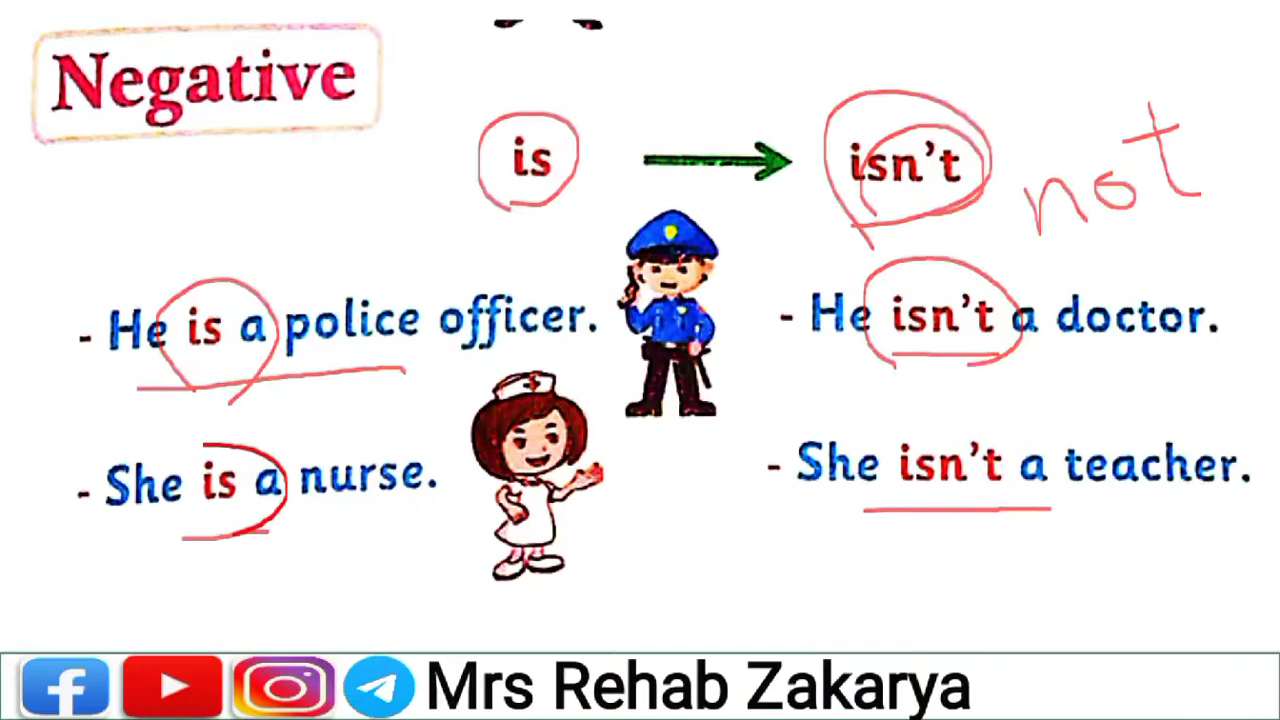 Negative
is isn't not
- He is a police officer. - He isn't a doctor.
- She is a nurse. - She isn't a teacher.
Mrs Rehab Zakarya